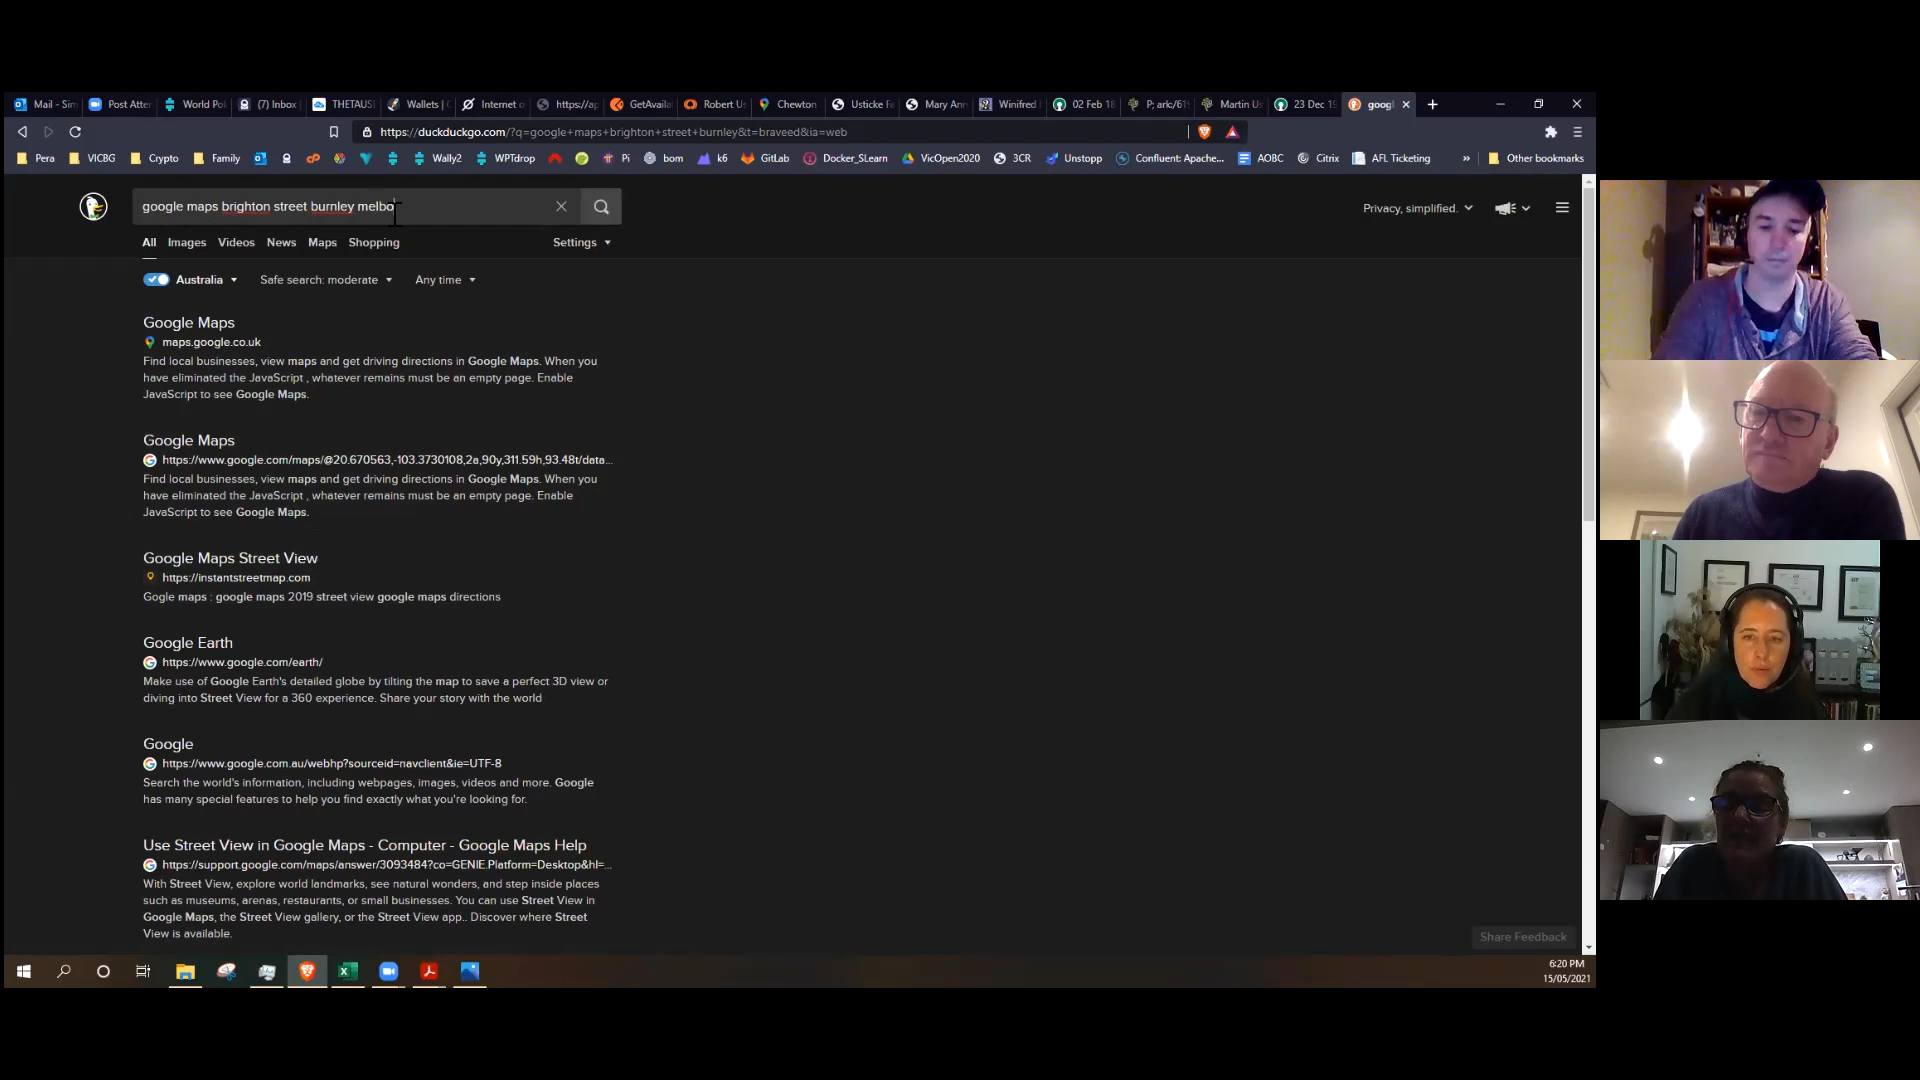 Mail - Sim
Post Atten
World Pol
(7) Inbox
THETAUS
Wallets | C
Internet o
https://ap
GetAvaila
Robert Us
Chewton
Usticke Fa
Mary Ann
Winifred
02 Feb 18
P; arc/61
Martin Us
23 Dec 19
googl
https://duckduckgo.com/?q=google+maps+brighton+street+burnley&t=braveed&ia=web
Pera
VICBG
Crypto
Family
Wally2
WPTdrop
Pi
bom
k6
GitLab
Docker_SLearn
VicOpen2020
3CR
Unstopp
Confluent: Apache...
AOBC
Citrix
AFL Ticketing
»
Other bookmarks
google maps brighton street burnley melbo
Privacy, simplified.
All Images Videos News Maps Shopping
Settings
Australia
Safe search: moderate
Any time
Google Maps
maps.google.co.uk
Find local businesses, view maps and get driving directions in Google Maps. When you
have eliminated the JavaScript , whatever remains must be an empty page. Enable
JavaScript to see Google Maps.
Google Maps
https://www.google.com/maps/@20.670563,-103.3730108,2a,90y,311.59h,93.48t/data...
Find local businesses, view maps and get driving directions in Google Maps. When you
have eliminated the JavaScript , whatever remains must be an empty page. Enable
JavaScript to see Google Maps.
Google Maps Street View
https://instantstreetmap.com
Gogle maps : google maps 2019 street view google maps directions
Google Earth
https://www.google.com/earth/
Make use of Google Earth's detailed globe by tilting the map to save a perfect 3D view or
diving into Street View for a 360 experience. Share your story with the world
Google
https://www.google.com.au/webhp?sourceid=navclient&ie=UTF-8
Search the world's information, including webpages, images, videos and more. Google
has many special features to help you find exactly what you're looking for.
Use Street View in Google Maps - Computer - Google Maps Help
https://support.google.com/maps/answer/3093484?co=GENIE.Platform=Desktop&hl=...
With Street View, explore world landmarks, see natural wonders, and step inside places
such as museums, arenas, restaurants, or small businesses. You can use Street View in
Google Maps, the Street View gallery, or the Street View app.. Discover where Street
View is available.
Share Feedback
6:20 PM
15/05/2021